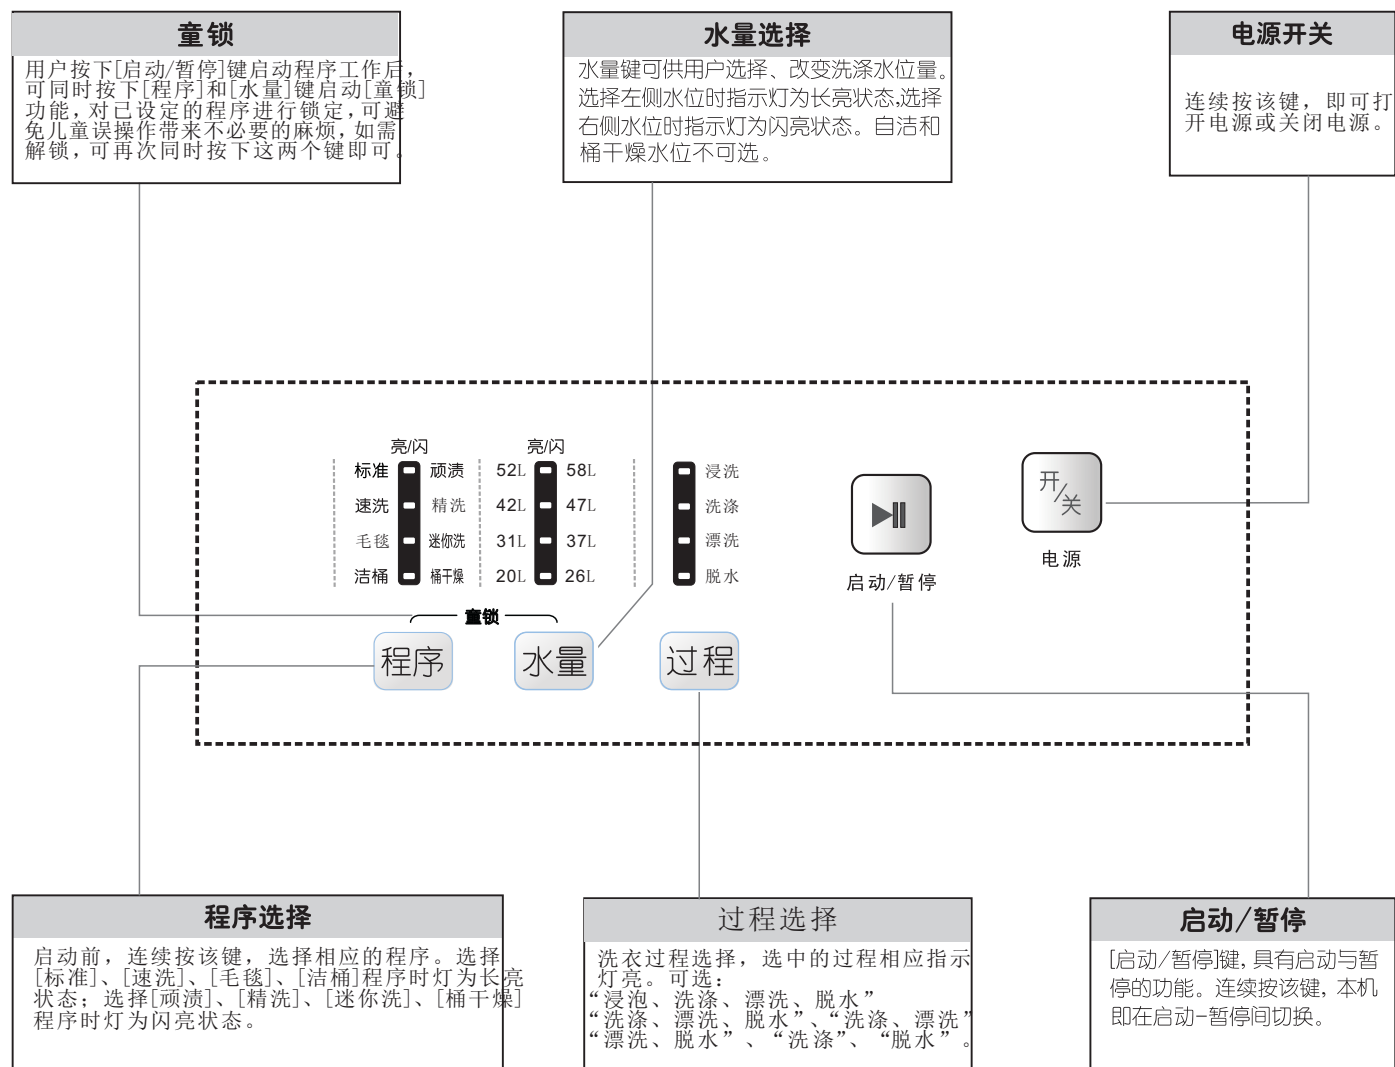 童锁
用户按下[启动/暂停]键启动程序工作后，
可同时按下[程序]和[水量]键启动[童锁]
功能，对已设定的程序进行锁定，可避
免儿童误操作带来不必要的麻烦，如需
解锁，可再次同时按下这两个键即可。
水量选择
水量键可供用户选择、改变洗涤水位量。
选择左侧水位时指示灯为长亮状态,选择
右侧水位时指示灯为闪亮状态。自洁和
桶干燥水位不可选。
电源开关
连续按该键，即可打
开电源或关闭电源。
亮/闪
标准 顽渍
速洗 精洗
毛毯 迷你洗
洁桶 桶干燥
亮/闪
52L 58L
42L 47L
31L 37L
20L 26L
浸洗
洗涤
漂洗
脱水
童锁
程序
水量
过程
启动/暂停
开/关
电源
程序选择
启动前，连续按该键，选择相应的程序。选择
[标准]、[速洗]、[毛毯]、[洁桶]程序时灯为长亮
状态；选择[顽渍]、[精洗]、[迷你洗]、[桶干燥]
程序时灯为闪亮状态。
过程选择
洗衣过程选择，选中的过程相应指示
灯亮。可选：
“浸泡、洗涤、漂洗、脱水”
“洗涤、漂洗、脱水”、“洗涤、漂洗”
“漂洗、脱水”、“洗涤”、“脱水”。
启动/暂停
[启动/暂停]键,具有启动与暂
停的功能。连续按该键,本机
即在启动-暂停间切换。